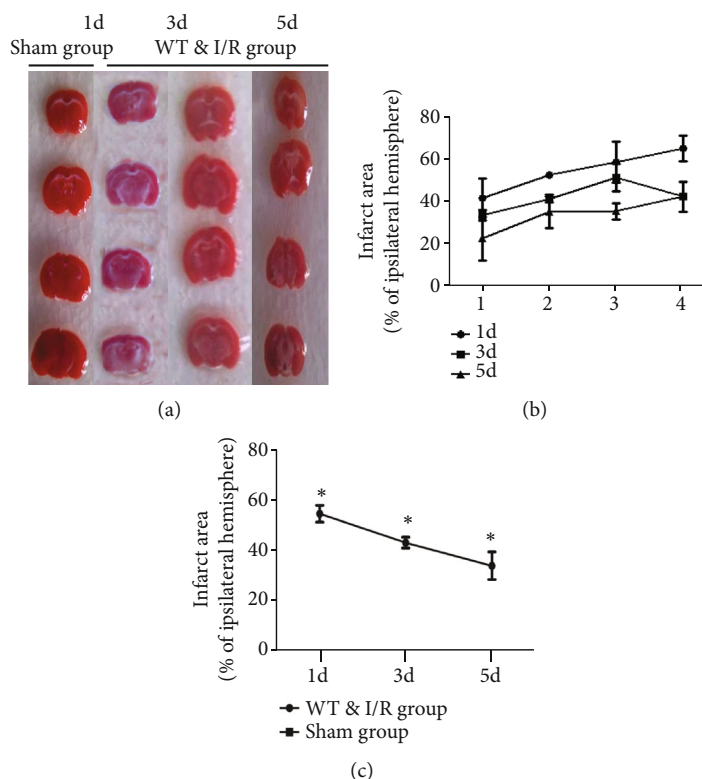 1d 3d 5d
Sham group WT & I/R group
(a)
80
60
40
20
0
Infarct area
(% of ipsilateral hemisphere)
1 2 3 4
1d
3d
5d
(b)
80
60
40
20
0
Infarct area
(% of ipsilateral hemisphere)
* * *
1d 3d 5d
WT & I/R group
Sham group
(c)